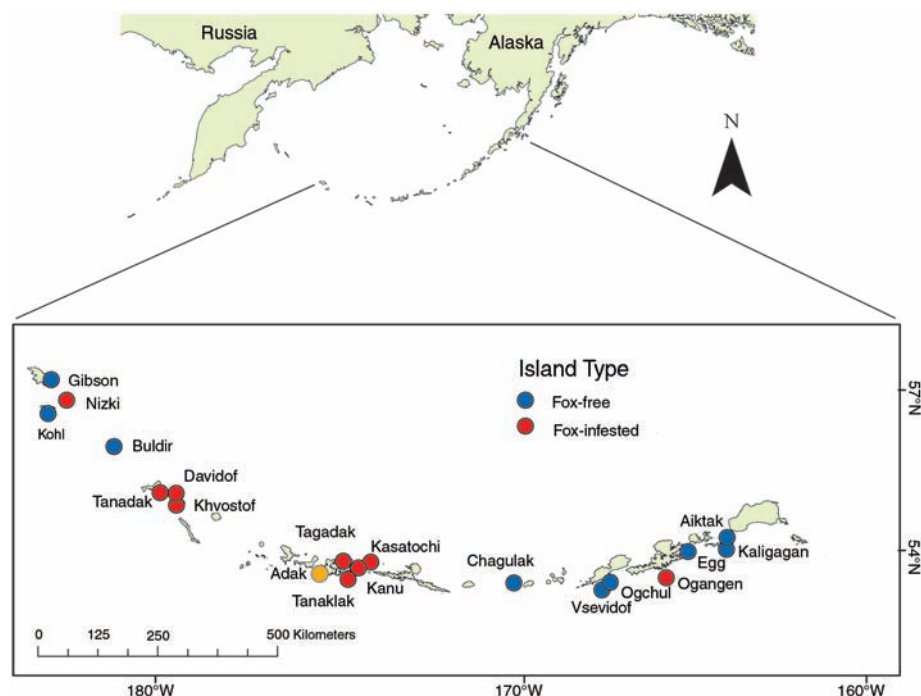 Russia
Alaska
N
Island Type
Fox-free
Fox-infested
Gibson
Nizki
Kohl
Buldir
Davidof
Tanadak
Khvostof
Tagadak
Kasatochi
Adak
Kanu
Tanaklak
Chagulak
Aiktak
Kaligagan
Egg
Ogangen
Ogchul
Vsevidof
57°N
54°N
0 125 250 500 Kilometers
180°W 170°W 160°W